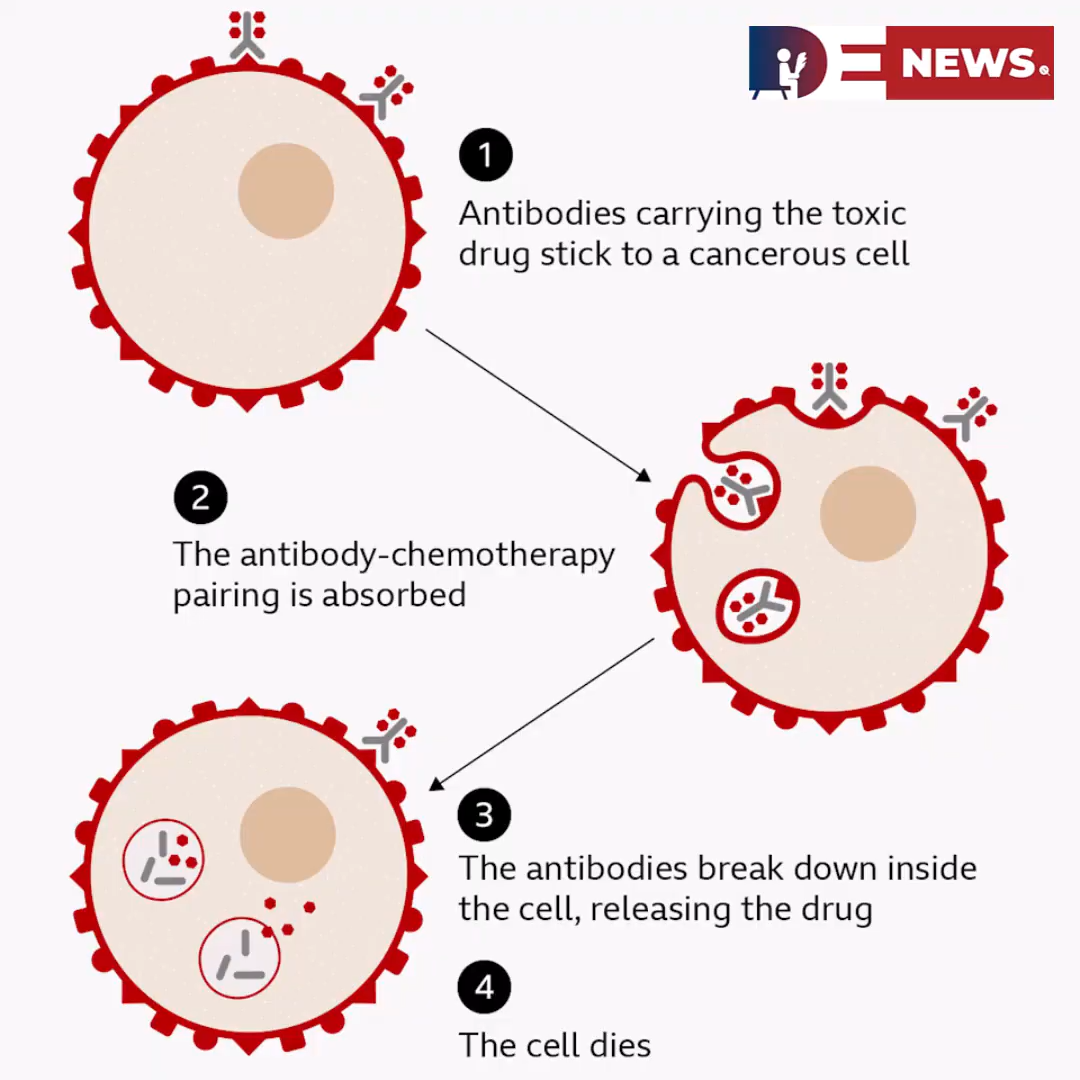 DE NEWS.
1
Antibodies carrying the toxic
drug stick to a cancerous cell
2
The antibody-chemotherapy
pairing is absorbed
3
The antibodies break down inside
the cell, releasing the drug
4
The cell dies